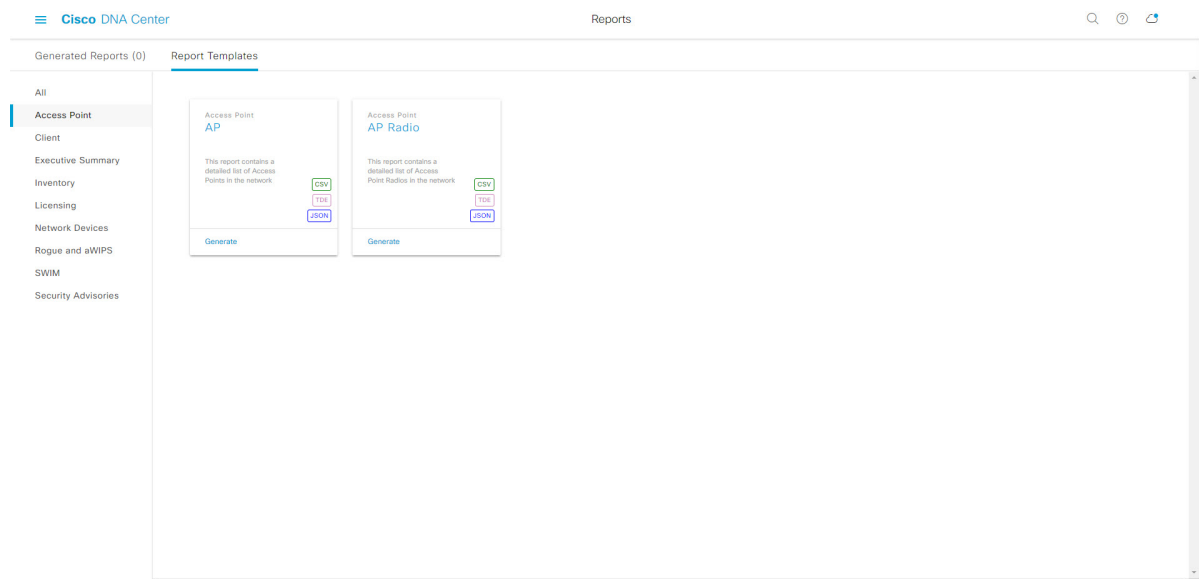 Cisco DNA Center
Reports
Generated Reports (0)
Report Templates
All
Access Point
Client
Executive Summary
Inventory
Licensing
Network Devices
Rogue and aWIPS
SWIM
Security Advisories
Access Point
AP
This report contains a
detailed list of Access
Points in the network
CSV
TDE
JSON
Generate
Access Point
AP Radio
This report contains a
detailed list of Access
Point Radios in the network
CSV
TDE
JSON
Generate